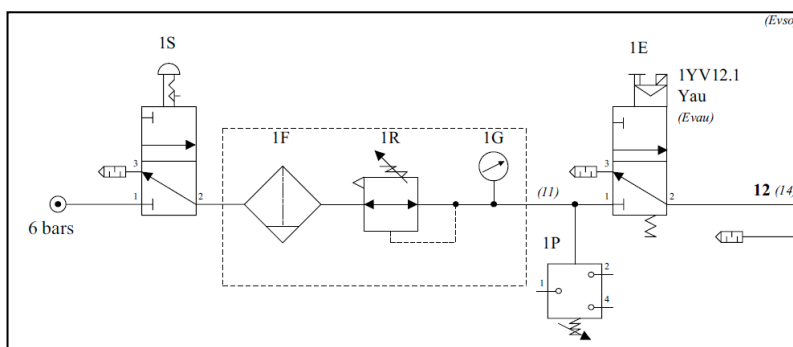 (Evso
1S
1E
1YV12.1
Yau
(Evau)
1F
1R
1G
3
3
1
2
(11)
1
2
12 (14)
6 bars
1P
2
1
4